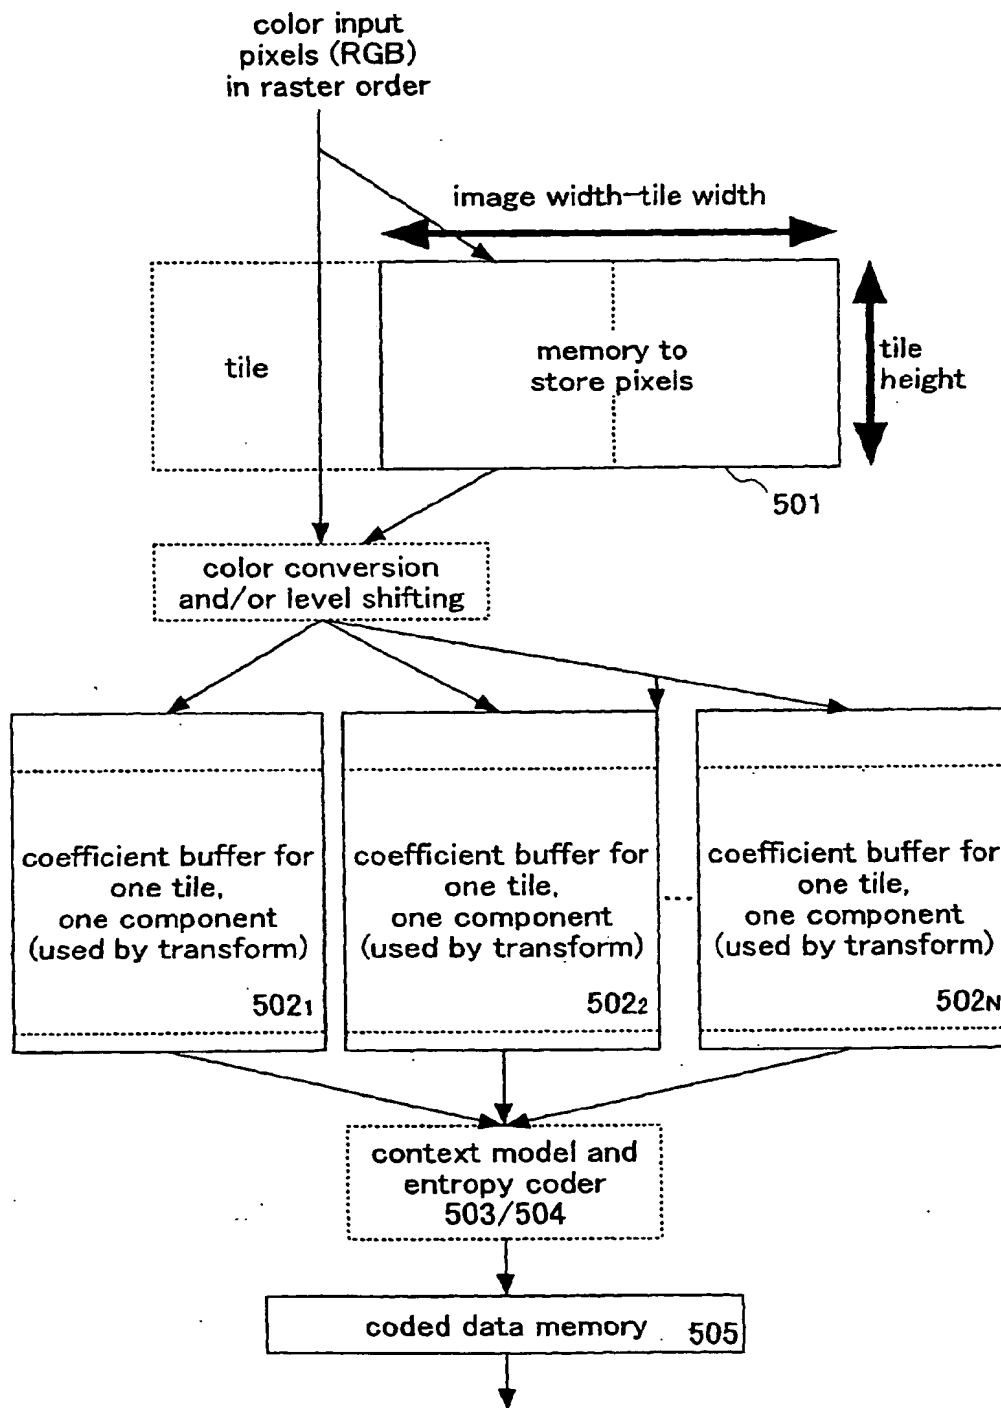 color input
pixels (RGB)
in raster order
image width-tile width
tile
memory to
store pixels
tile
height
501
color conversion
and/or level shifting
coefficient buffer for
one tile,
one component
(used by transform)
502₁
coefficient buffer for
one tile,
one component
(used by transform)
502₂
...
coefficient buffer for
one tile,
one component
(used by transform)
502N
context model and
entropy coder
503/504
coded data memory 505